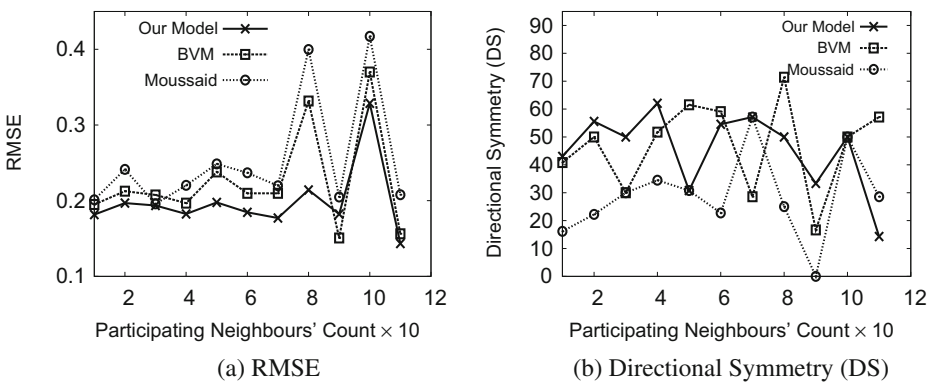 RMSE
0.4
0.3
0.2
0.1
Our Model
BVM
Moussaid
2 4 6 8 10 12
Participating Neighbours' Count × 10
(a) RMSE
Directional Symmetry (DS)
90
80
70
60
50
40
30
20
10
0
Our Model
BVM
Moussaid
2 4 6 8 10 12
Participating Neighbours' Count × 10
(b) Directional Symmetry (DS)